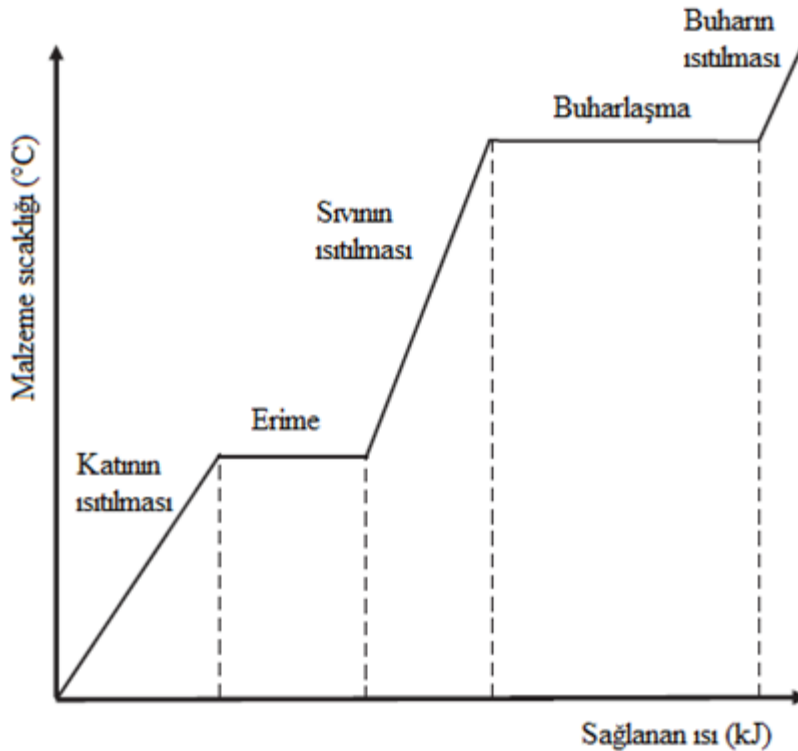 Buharın
ısıtılması
Buharlaşma
Sıvının
ısıtılması
Malzeme sıcaklığı (°C)
Erime
Katının
ısıtılması
Sağlanan ısı (kJ)